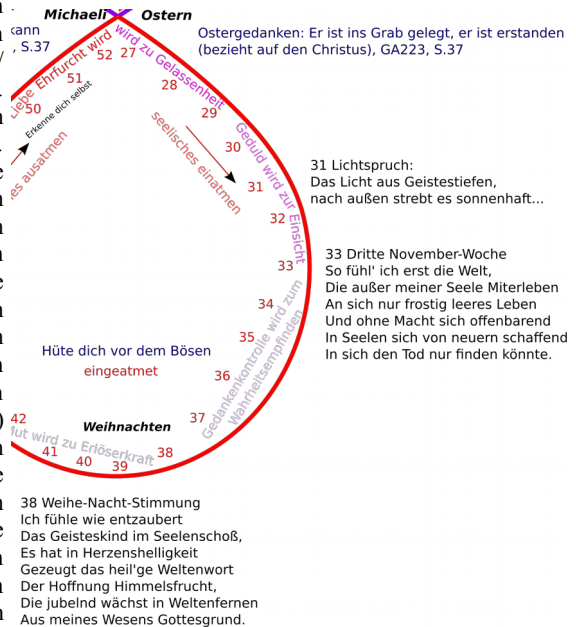 Michaeli
Ostern
kann
, S.37
Ostergedanken: Er ist ins Grab gelegt, er ist erstanden
(bezieht auf den Christus), GA223, S.37
Liebe Ehrfurcht wird
wird zu Gelassenheit
52
27
51
28
50
29
Erkenne dich selbst
es ausatmen
seelisches einatmen
Geduld wird zur Einsicht
30
31
32
33
31 Lichtspruch:
Das Licht aus Geistestiefen,
nach außen strebt es sonnenhaft...
33 Dritte November-Woche
So fühl' ich erst die Welt,
Die außer meiner Seele Miterleben
An sich nur frostig leeres Leben
Und ohne Macht sich offenbarend
In Seelen sich von neuern schaffend
In sich den Tod nur finden könnte.
34
35
36
37
Gedankenkontrolle wird zum
Wahrheitsempfinden
Hüte dich vor dem Bösen
eingeatmet
Weihnachten
42
41
40
39
38
Mut wird zu Erlöserkraft
38 Weihe-Nacht-Stimmung
Ich fühle wie entzaubert
Das Geisteskind im Seelenschoß,
Es hat in Herzenshelligkeit
Gezeugt das heil'ge Weltenwort
Der Hoffnung Himmelsfrucht,
Die jubelnd wächst in Weltenfernen
Aus meines Wesens Gottesgrund.